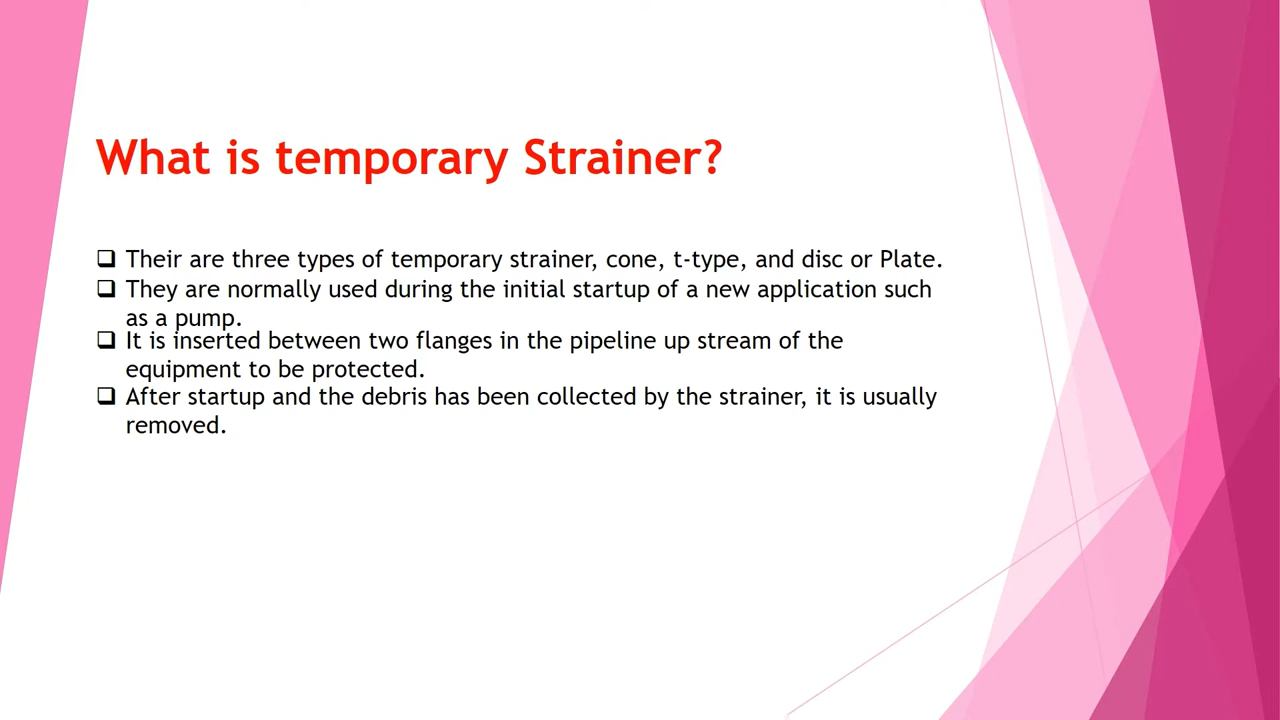 What is temporary Strainer?
❑ Their are three types of temporary strainer, cone, t-type, and disc or Plate.
❑ They are normally used during the initial startup of a new application such
as a pump.
❑ It is inserted between two flanges in the pipeline up stream of the
equipment to be protected.
❑ After startup and the debris has been collected by the strainer, it is usually
removed.